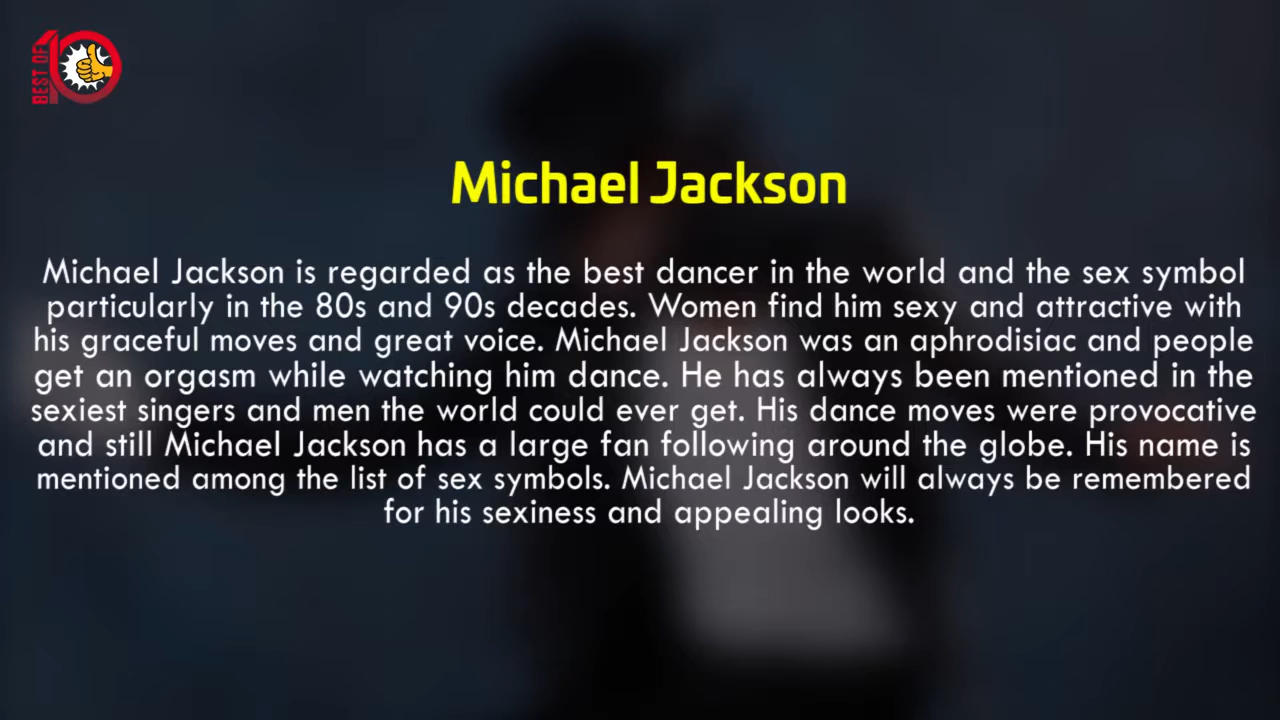 BEST OF 10
Michael Jackson
Michael Jackson is regarded as the best dancer in the world and the sex symbol
particularly in the 80s and 90s decades. Women find him sexy and attractive with
his graceful moves and great voice. Michael Jackson was an aphrodisiac and people
get an orgasm while watching him dance. He has always been mentioned in the
sexiest singers and men the world could ever get. His dance moves were provocative
and still Michael Jackson has a large fan following around the globe. His name is
mentioned among the list of sex symbols. Michael Jackson will always be remembered
for his sexiness and appealing looks.